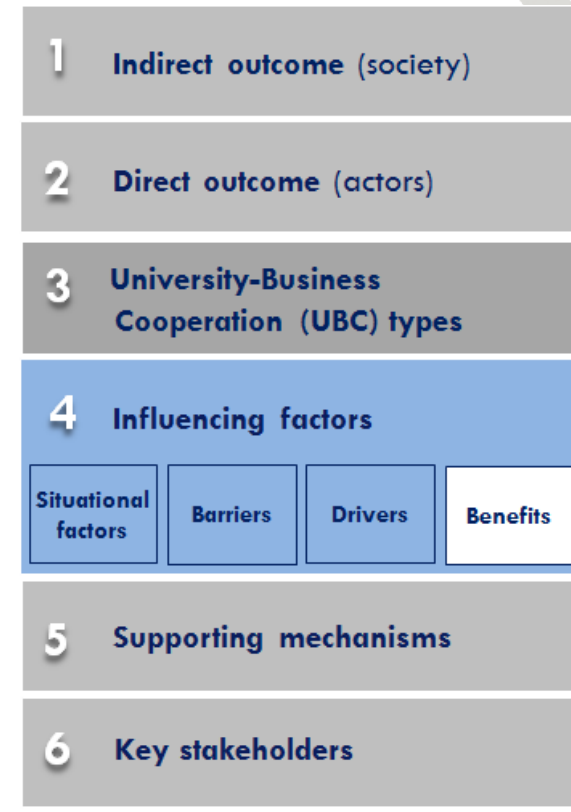 1
Indirect outcome (society)
2
Direct outcome (actors)
3
University-Business
Cooperation (UBC) types
4
Influencing factors
Situational
factors
Barriers
Drivers
Benefits
5
Supporting mechanisms
6
Key stakeholders